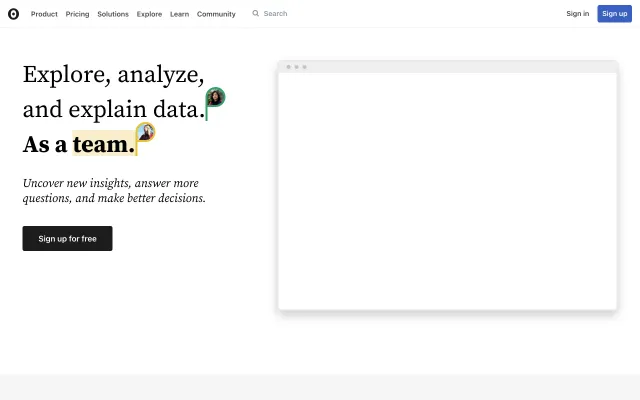 Product Pricing Solutions Explore Learn Community Search Sign in Sign up
Explore, analyze,
and explain data.
As a team.
Uncover new insights, answer more
questions, and make better decisions.
Sign up for free